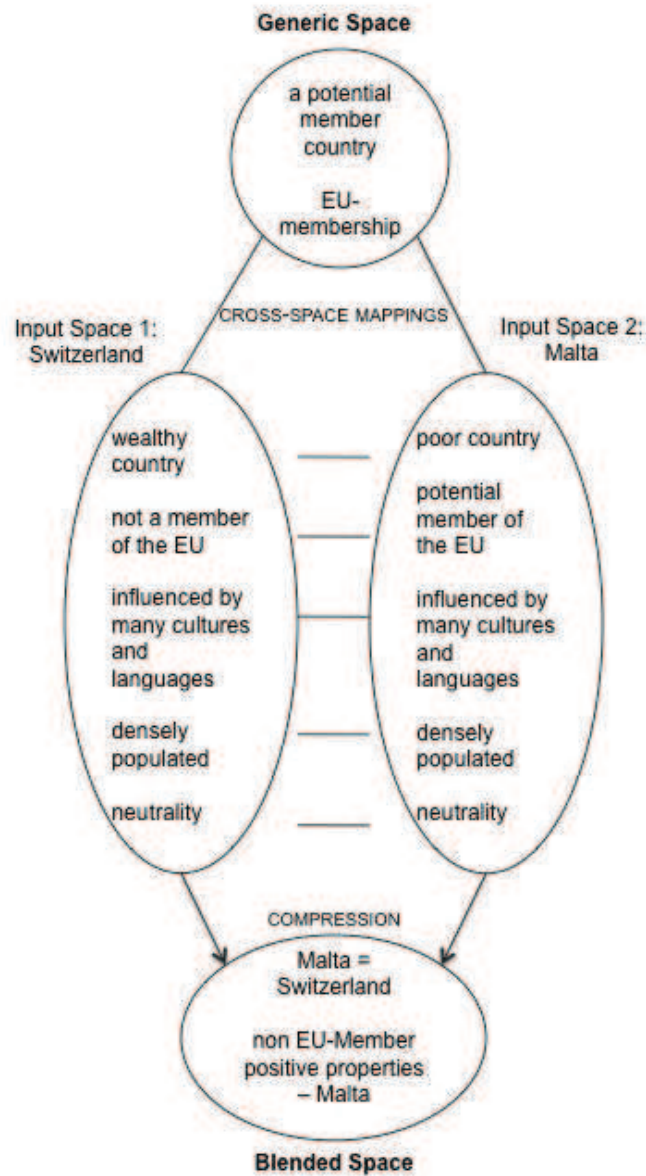 Generic Space
a potential
member
country
EU-
membership
CROSS-SPACE MAPPINGS
Input Space 1:
Switzerland
Input Space 2:
Malta
wealthy
country
not a member
of the EU
influenced by
many cultures
and
languages
densely
populated
neutrality
poor country
potential
member of
the EU
influenced by
many cultures
and
languages
densely
populated
neutrality
COMPRESSION
Malta =
Switzerland
non EU-Member
positive properties
– Malta
Blended Space